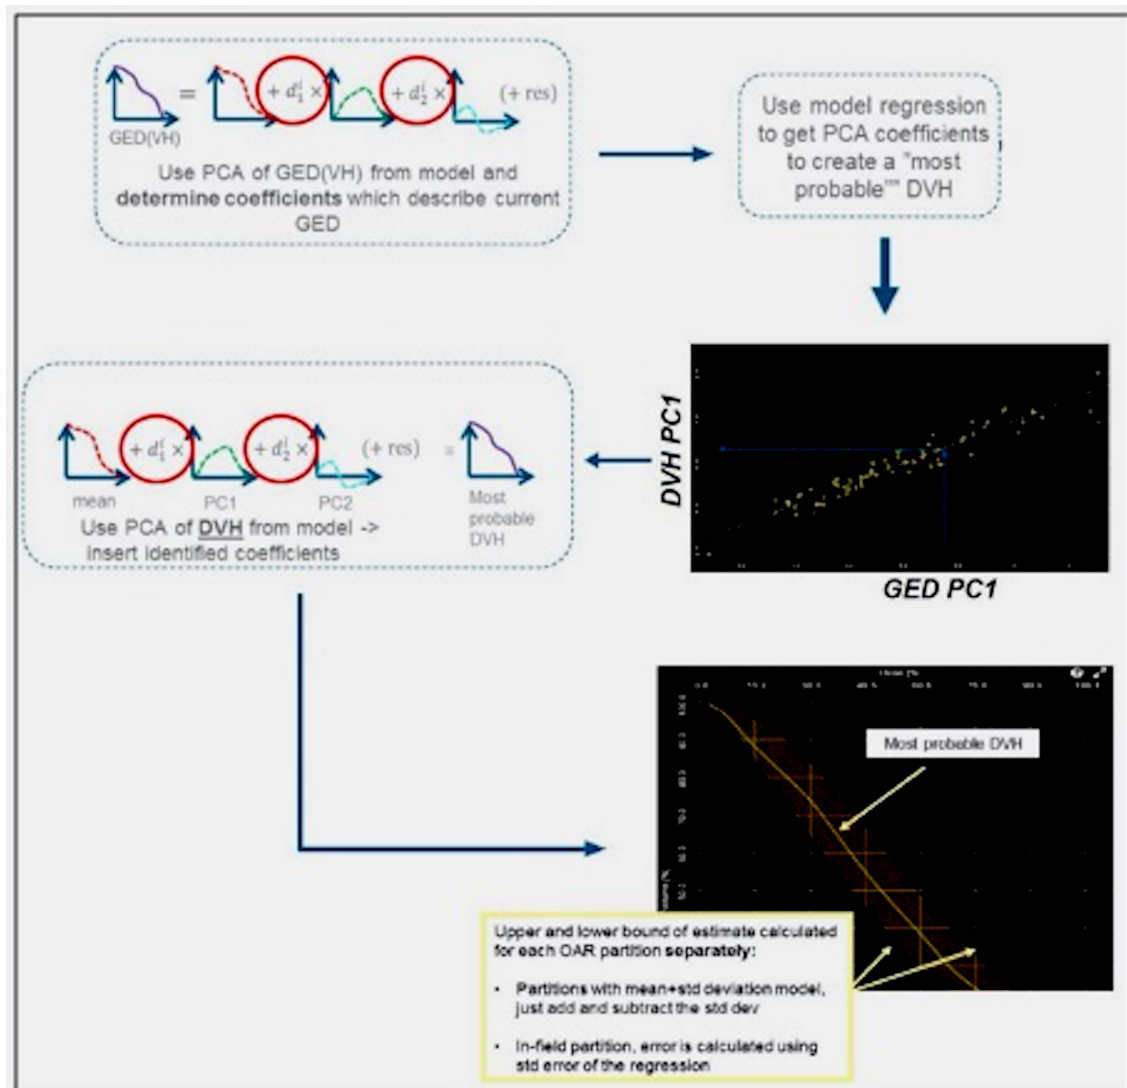 = + d₁ⁱ × + d₂ⁱ × (+ res)
GED(VH)
Use PCA of GED(VH) from model and
determine coefficients which describe current
GED
Use model regression
to get PCA coefficients
to create a "most
probable"" DVH
DVH PC1
GED PC1
+ d₁ⁱ × + d₂ⁱ × (+ res) =
mean PC1 PC2 Most
probable
DVH
Use PCA of DVH from model ->
insert identified coefficients
Most probable DVH
Upper and lower bound of estimate calculated
for each OAR partition separately:
• Partitions with mean+std deviation model,
just add and subtract the std dev
• In-field partition, error is calculated using
std error of the regression